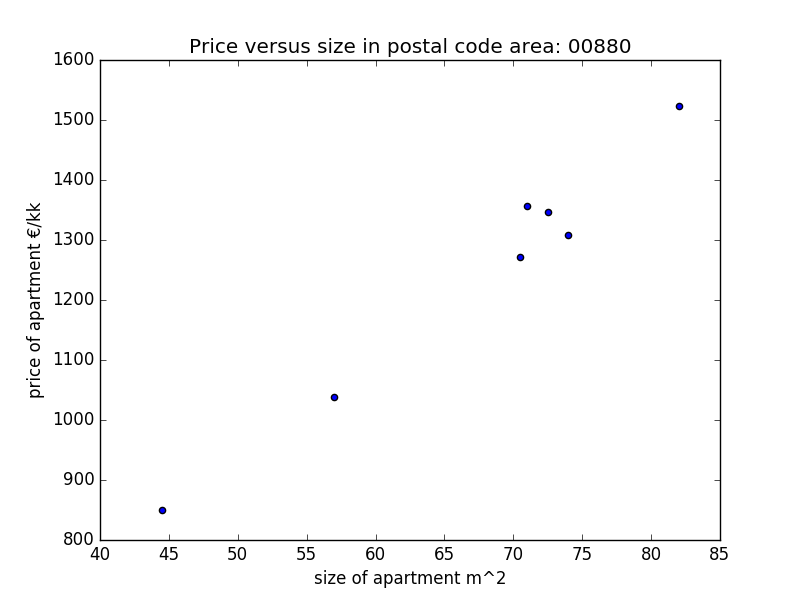 Price versus size in postal code area: 00880
1600
1500
1400
1300
1200
1100
1000
900
800
price of apartment €/kk
40 45 50 55 60 65 70 75 80 85
size of apartment m^2